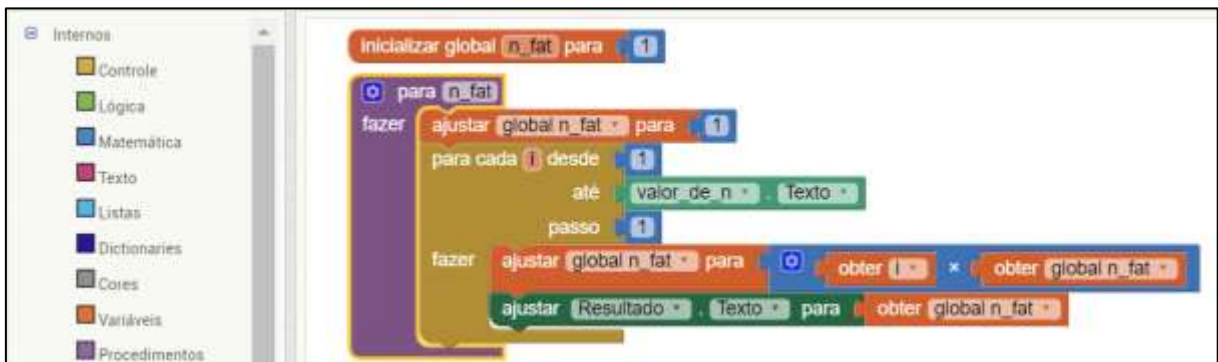 Internos
Controle
Lógica
Matemática
Texto
Listas
Dictionaries
Cores
Variáveis
Procedimentos
inicializar global n_fat para 1
para n_fat
fazer ajustar global n_fat para 1
para cada i desde 1
até valor_de_n . Texto
passo 1
fazer ajustar global n_fat para obter i × obter global n_fat
ajustar Resultado . Texto para obter global n_fat